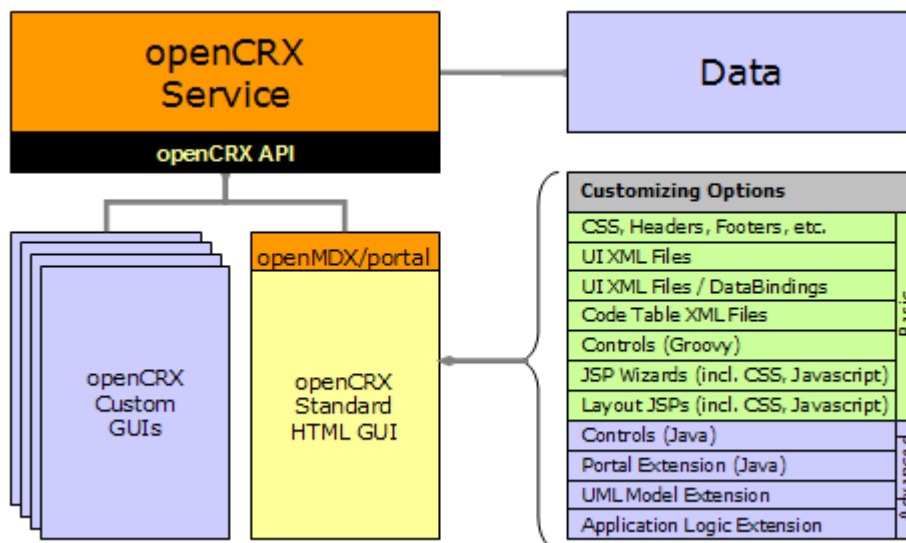 openCRX
Service
openCRX API
Data
openMDX/portal
openCRX
Custom
GUIs
openCRX
Standard
HTML GUI
Customizing Options
CSS, Headers, Footers, etc.
UI XML Files
UI XML Files / DataBindings
Code Table XML Files
Controls (Groovy)
JSP Wizards (incl. CSS, Javascript)
Layout JSPs (incl. CSS, Javascript)
Basic
Controls (Java)
Portal Extension (Java)
UML Model Extension
Application Logic Extension
Advanced